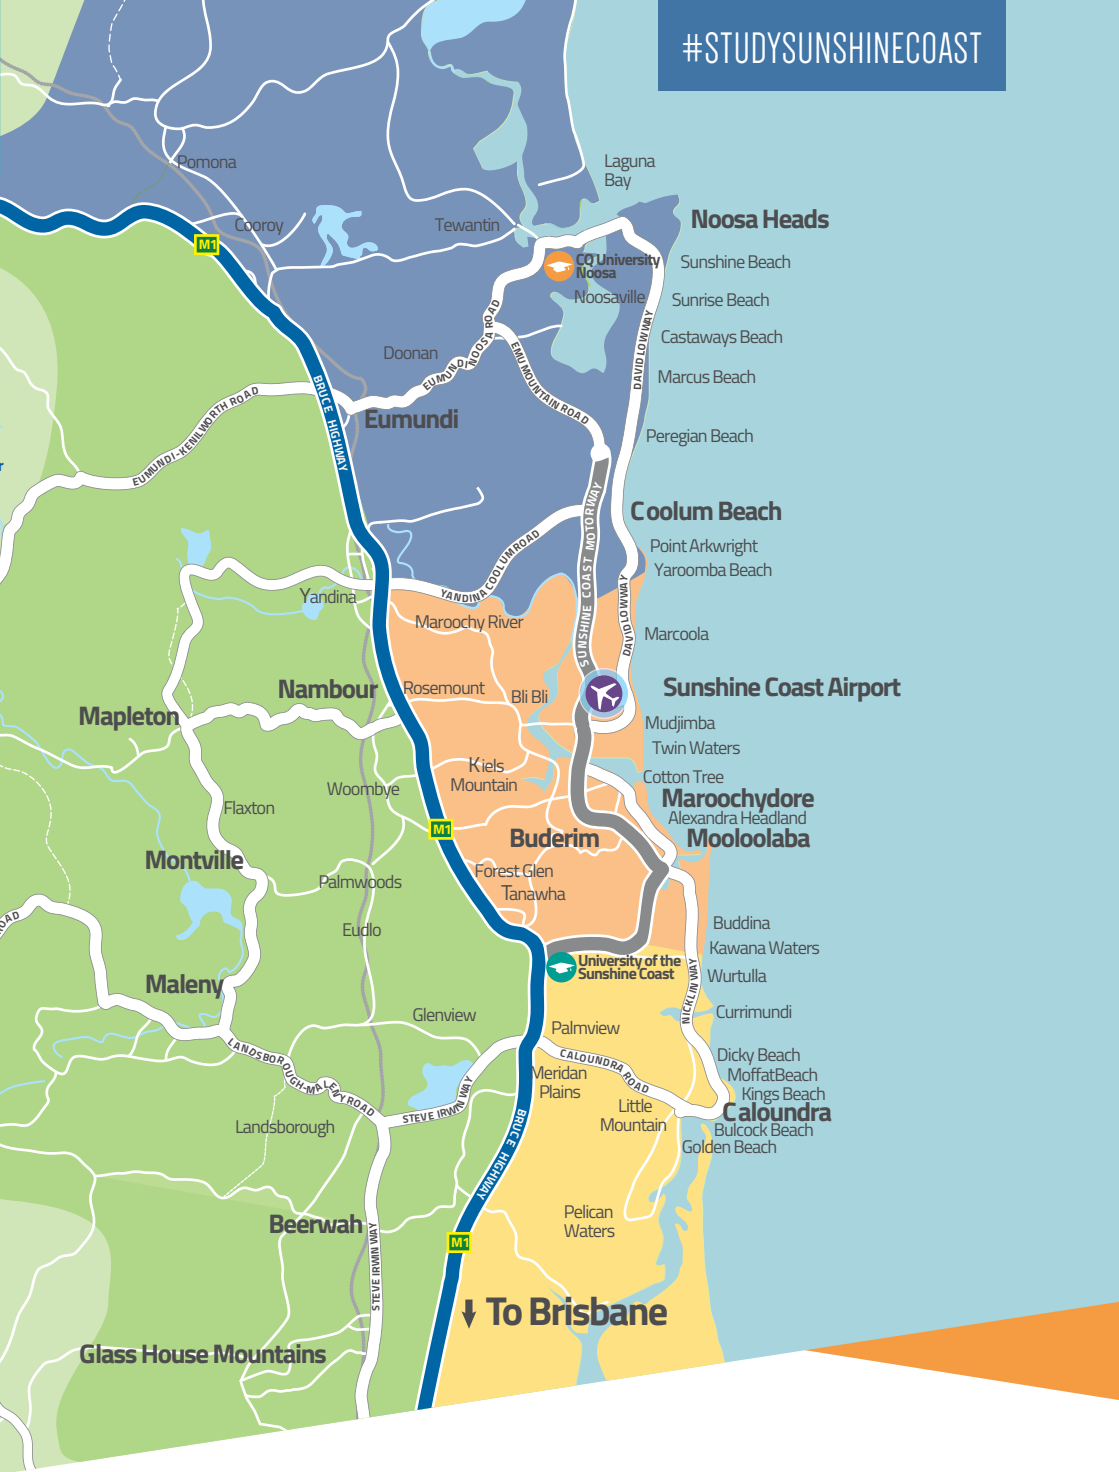 #STUDYSUNSHINECOAST
Laguna
Bay
Pomona
Noosa Heads
Cooroy
Tewantin
M1
CQ University
Noosa
Sunshine Beach
Noosaville
Sunrise Beach
EUMUNDI NOOSA ROAD
DAVID LOW WAY
Castaways Beach
Doonan
EMU MOUNTAIN ROAD
Marcus Beach
BRUCE HIGHWAY
EUMUNDI-KENILWORTH ROAD
Eumundi
Peregian Beach
r
Coolum Beach
SUNSHINE COAST MOTORWAY
YANDINA COOLUM ROAD
Point Arkwright
Yaroomba Beach
Yandina
DAVID LOW WAY
Maroochy River
Marcoola
Nambour
Rosemount
Bli Bli
Sunshine Coast Airport
Mapleton
Mudjimba
Twin Waters
Kiels
Mountain
Cotton Tree
Woombye
Maroochydore
Flaxton
Alexandra Headland
M1
Buderim
Mooloolaba
Montville
Forest Glen
Palmwoods
Tanawha
OAD
Eudlo
Buddina
Kawana Waters
University of the
Sunshine Coast
Wurtulla
Maleny
NICKLIN WAY
Glenview
Currimundi
Palmview
LANDSBOROUGH-MALENY ROAD
CALOUNDRA ROAD
Dicky Beach
Meridan
Plains
MoffatBeach
Kings Beach
STEVE IRWIN WAY
Little
Mountain
Caloundra
Landsborough
BRUCE HIGHWAY
Bulcock Beach
Golden Beach
Beerwah
Pelican
Waters
M1
STEVE IRWIN WAY
To Brisbane
Glass House Mountains